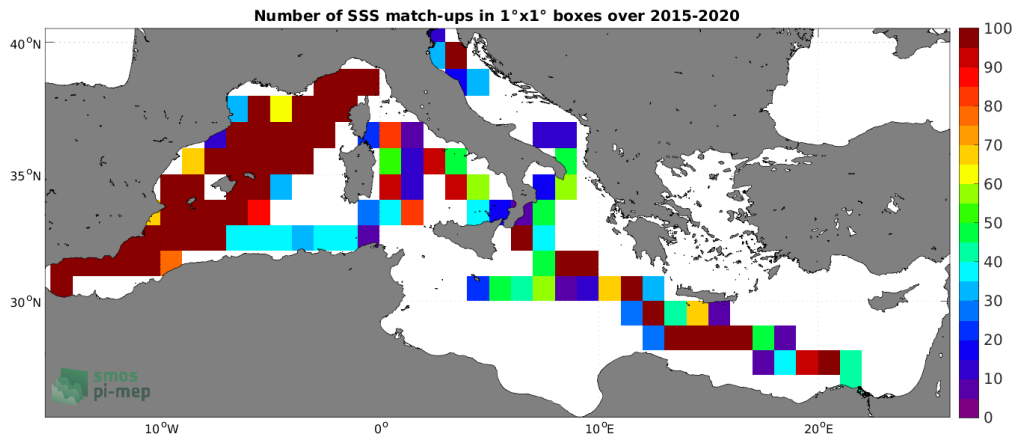 Number of SSS match-ups in 1°x1° boxes over 2015-2020
40°N
35°N
30°N
10°W
0°
10°E
20°E
100
90
80
70
60
50
40
30
20
10
0
smos
pi-mep